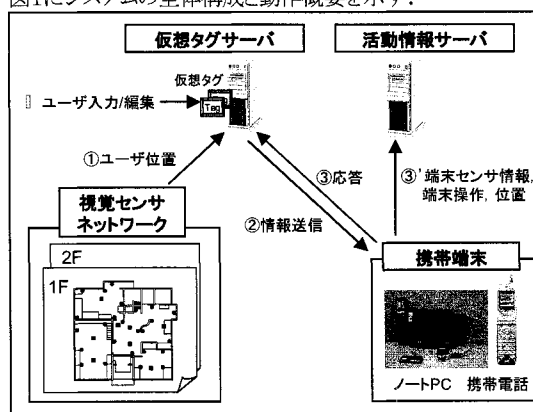 図1にシステムの全体構成と動作概要を示す.
仮想タグサーバ
活動情報サーバ
仮想タグ
ユーザ入力/編集
Tag
①ユーザ位置
③応答
③'端末センサ情報,
端末操作, 位置
視覚センサ
ネットワーク
②情報送信
携帯端末
2F
1F
ノートPC 携帯電話